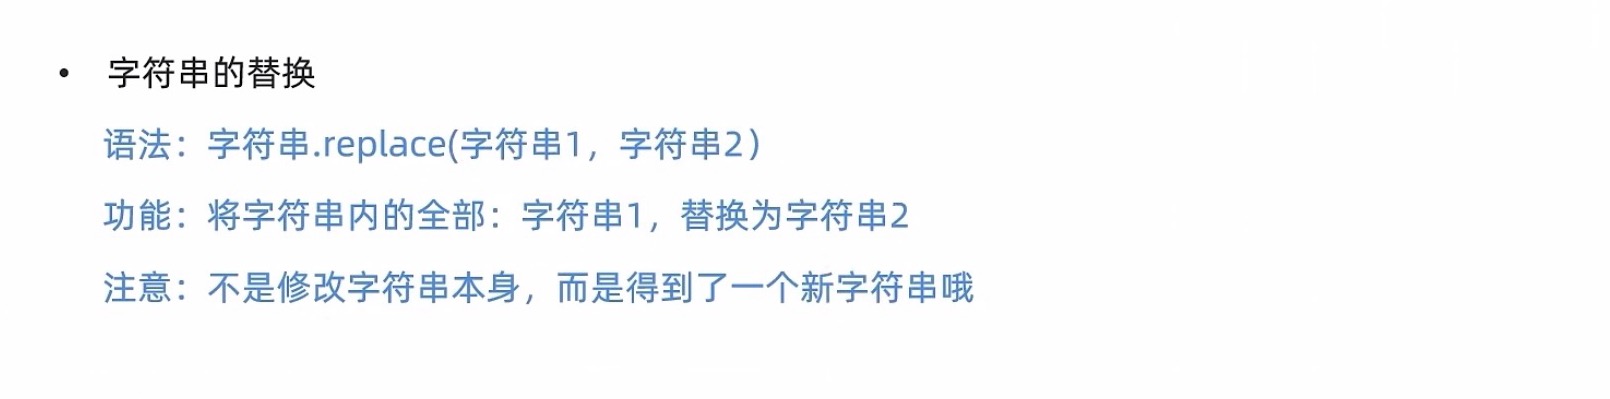 • 字符串的替换
语法：字符串.replace(字符串1，字符串2）
功能：将字符串内的全部：字符串1，替换为字符串2
注意：不是修改字符串本身，而是得到了一个新字符串哦